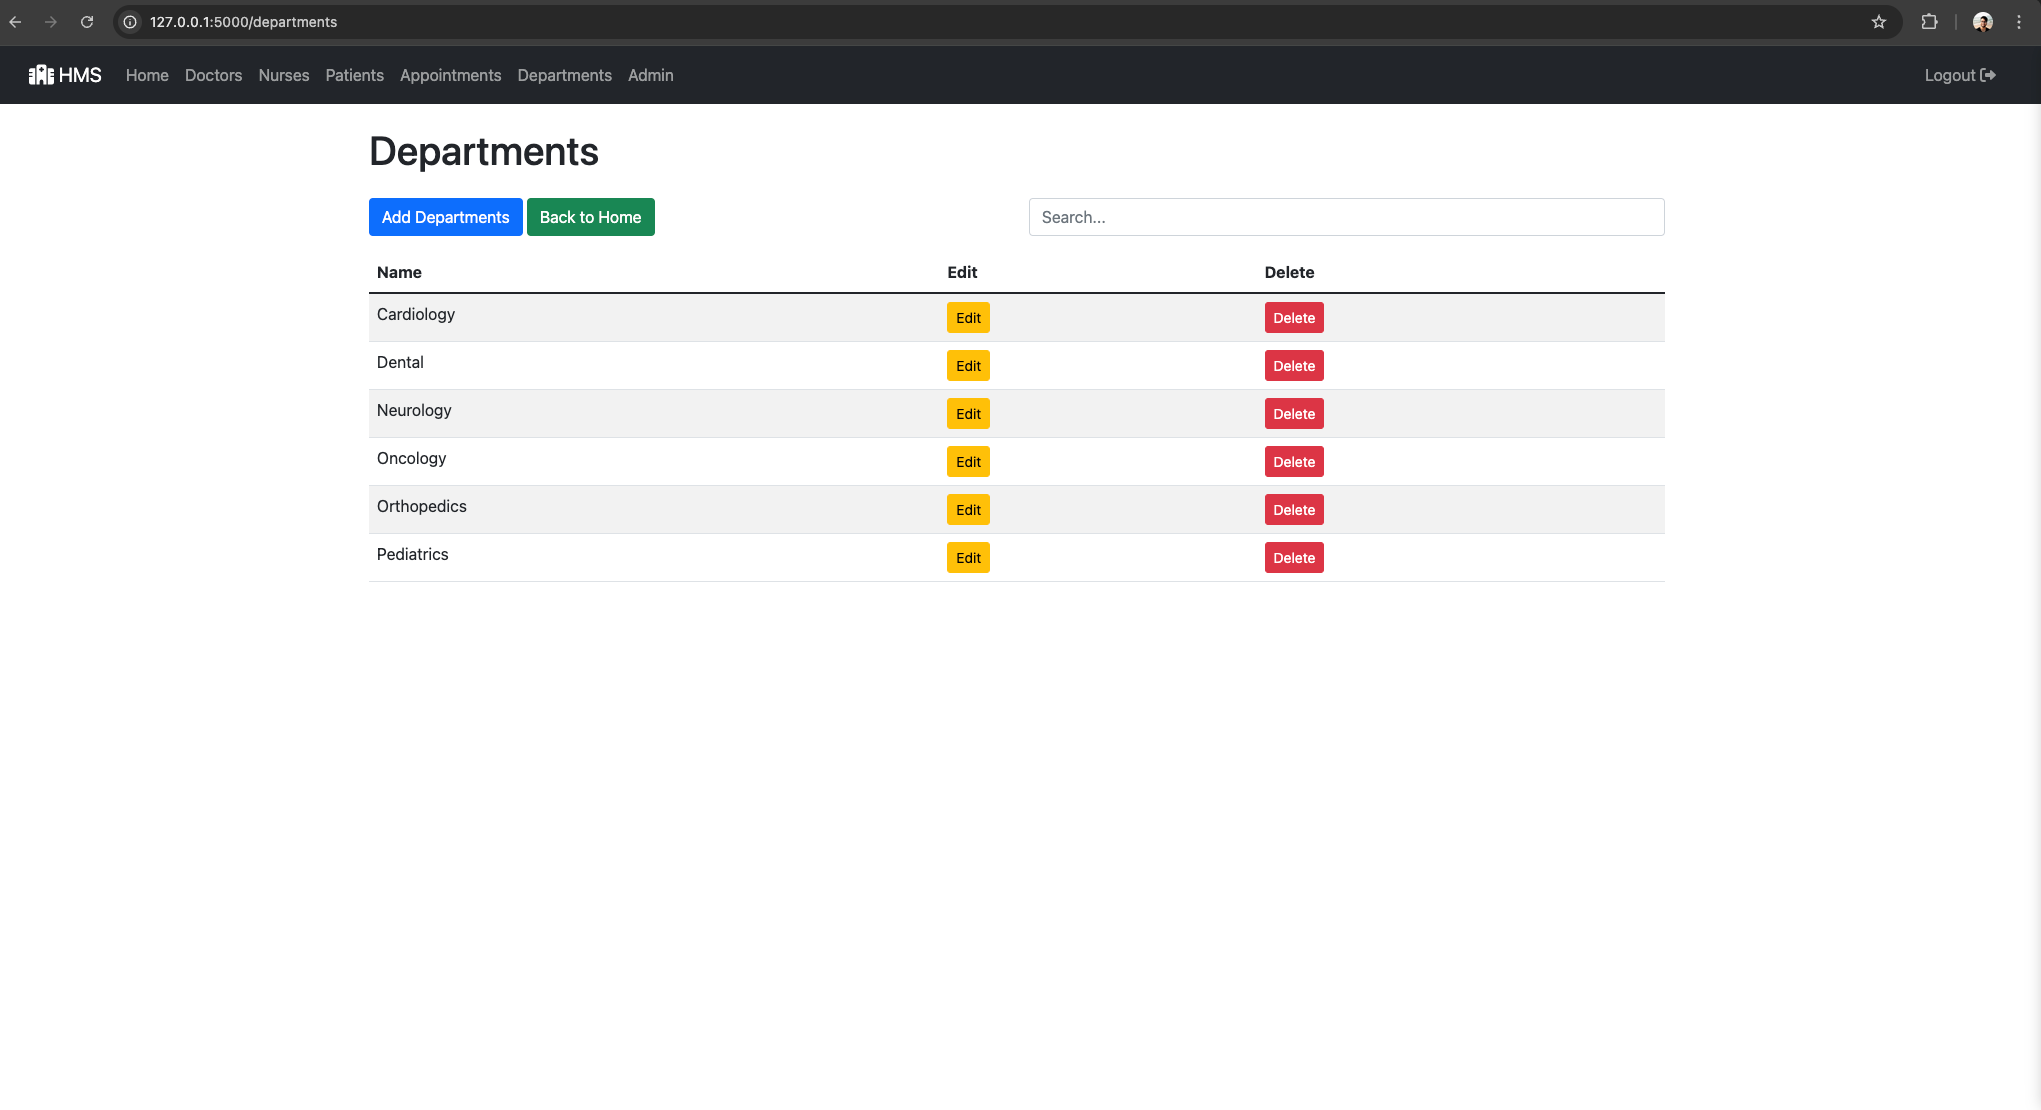 127.0.0.1:5000/departments
HMS Home Doctors Nurses Patients Appointments Departments Admin Logout
Departments
Add Departments Back to Home Search...
Name Edit Delete
Cardiology Edit Delete
Dental Edit Delete
Neurology Edit Delete
Oncology Edit Delete
Orthopedics Edit Delete
Pediatrics Edit Delete